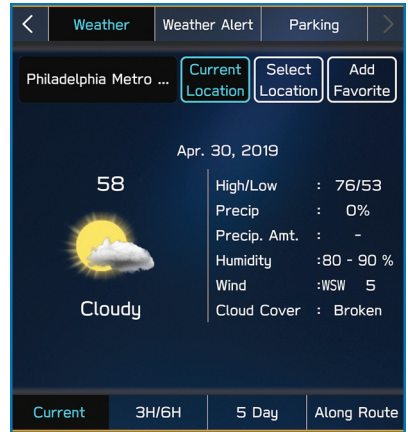 Weather Weather Alert Parking
Philadelphia Metro ... Current Location Select Location Add Favorite
Apr. 30, 2019
58
High/Low : 76/53
Precip : 0%
Precip. Amt. : -
Humidity :80 - 90 %
Wind :WSW 5
Cloud Cover : Broken
Cloudy
Current 3H/6H 5 Day Along Route